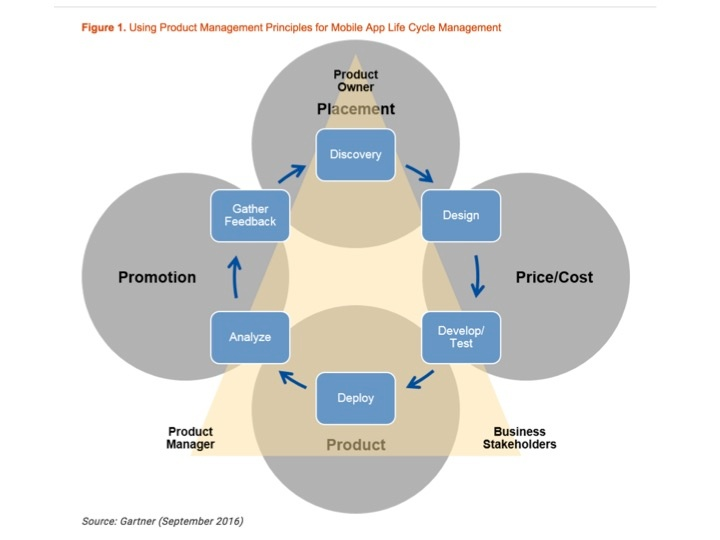 Figure 1. Using Product Management Principles for Mobile App Life Cycle Management
Product
Owner
Placement
Discovery
Gather
Feedback
Design
Promotion
Price/Cost
Analyze
Develop/
Test
Deploy
Product
Manager
Product
Business
Stakeholders
Source: Gartner (September 2016)